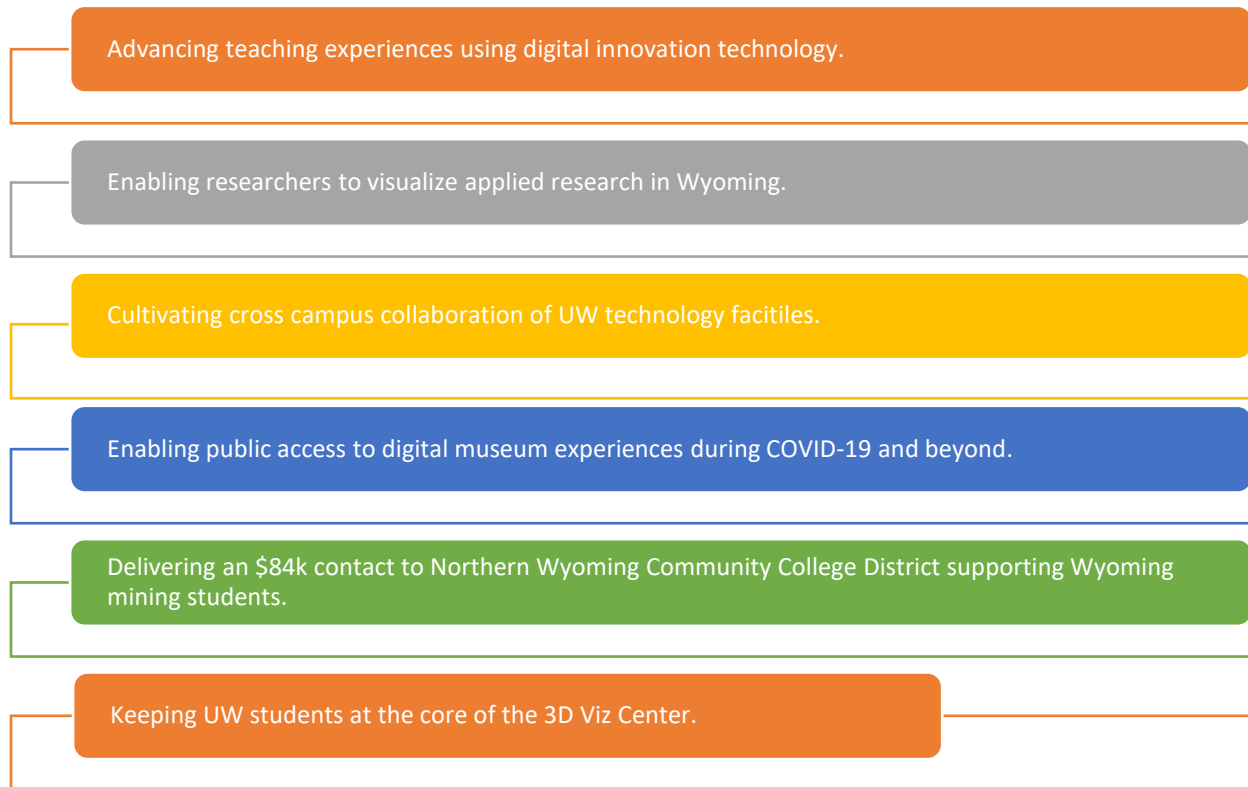 Advancing teaching experiences using digital innovation technology.
Enabling researchers to visualize applied research in Wyoming.
Cultivating cross campus collaboration of UW technology facitiles.
Enabling public access to digital museum experiences during COVID-19 and beyond.
Delivering an $84k contact to Northern Wyoming Community College District supporting Wyoming
mining students.
Keeping UW students at the core of the 3D Viz Center.